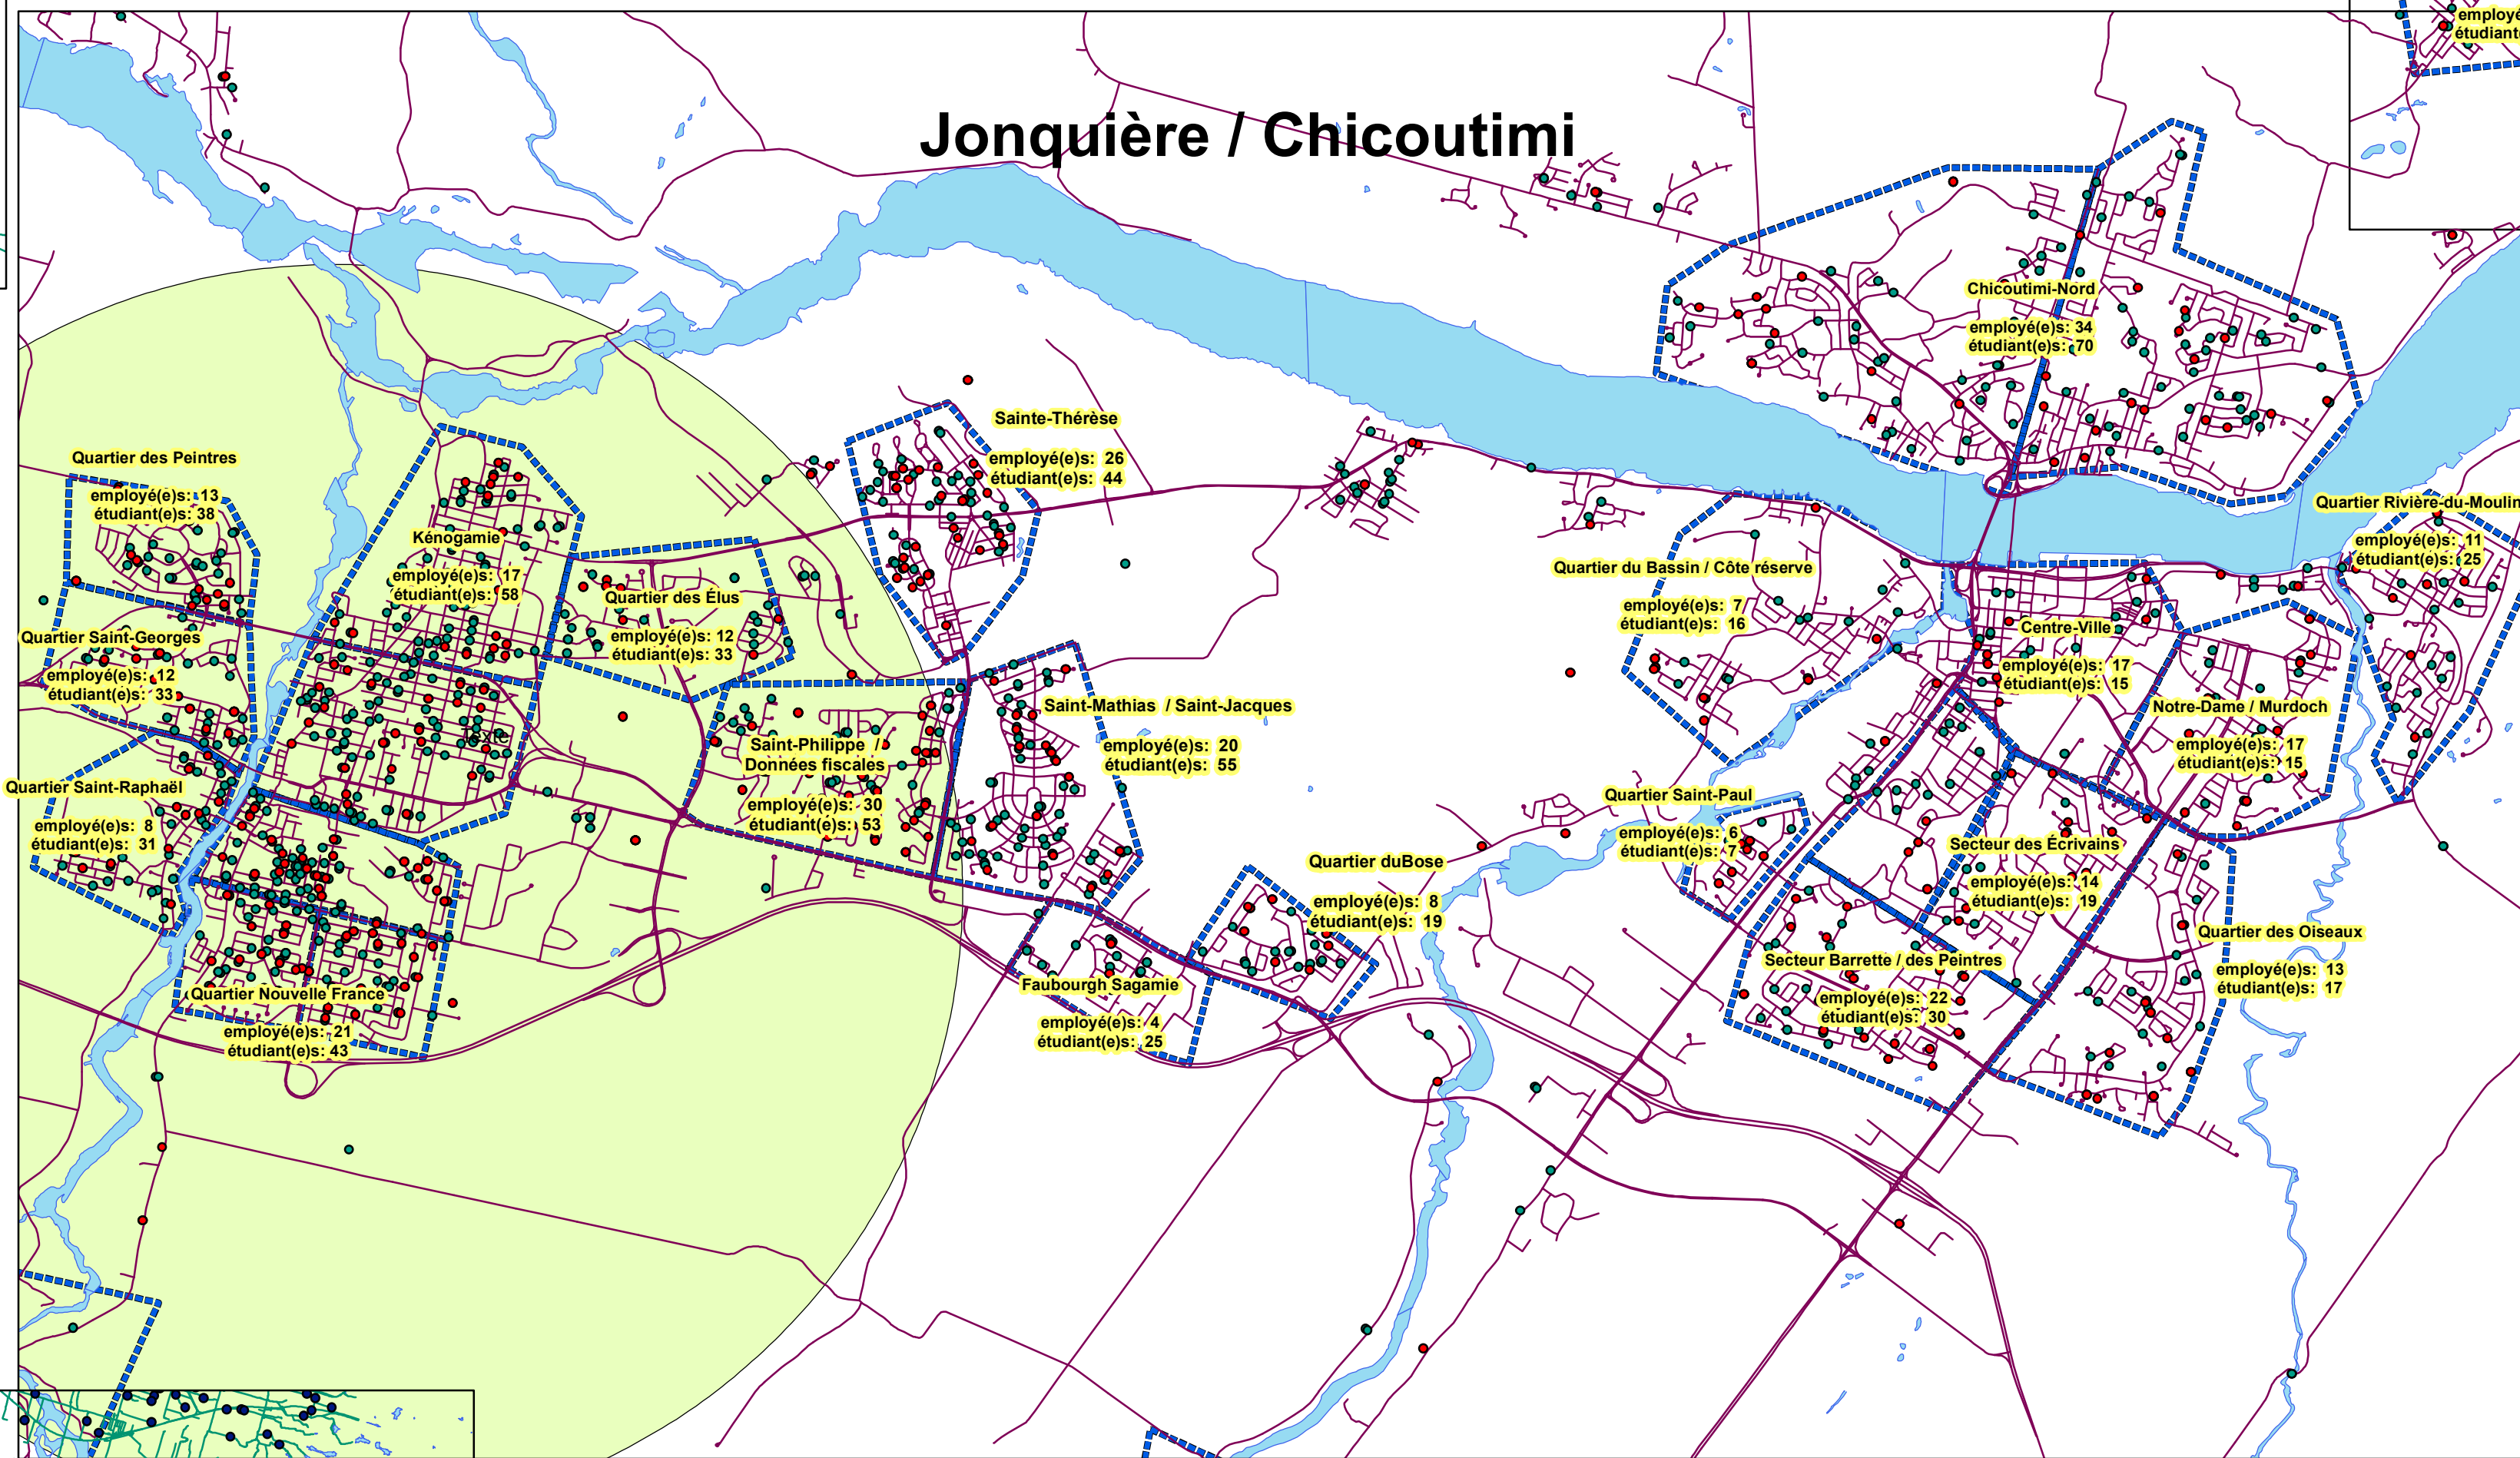 employé
étudiant(
Jonquière / Chicoutimi
Chicoutimi-Nord
employé(e)s: 34
étudiant(e)s: 70
Sainte-Thérèse
employé(e)s: 26
étudiant(e)s: 44
Quartier des Peintres
employé(e)s: 13
étudiant(e)s: 38
Kénogamie
employé(e)s: 17
étudiant(e)s: 58
Quartier des Élus
employé(e)s: 12
étudiant(e)s: 33
Quartier Saint-Georges
employé(e)s: 12
étudiant(e)s: 33
Quartier Rivière-du-Moulin
employé(e)s: 11
étudiant(e)s: 25
Quartier du Bassin / Côte réserve
employé(e)s: 7
étudiant(e)s: 16
Centre-Ville
employé(e)s: 17
étudiant(e)s: 15
Notre-Dame / Murdoch
employé(e)s: 17
étudiant(e)s: 15
Saint-Mathias / Saint-Jacques
employé(e)s: 20
étudiant(e)s: 55
Texte
Saint-Philippe /
Données fiscales
employé(e)s: 30
étudiant(e)s: 53
Quartier Saint-Raphaël
employé(e)s: 8
étudiant(e)s: 31
Quartier Saint-Paul
employé(e)s: 6
étudiant(e)s: 7
Quartier duBose
employé(e)s: 8
étudiant(e)s: 19
Secteur des Écrivains
employé(e)s: 14
étudiant(e)s: 19
Quartier des Oiseaux
employé(e)s: 13
étudiant(e)s: 17
Secteur Barrette / des Peintres
employé(e)s: 22
étudiant(e)s: 30
Faubourgh Sagamie
employé(e)s: 4
étudiant(e)s: 25
Quartier Nouvelle France
employé(e)s: 21
étudiant(e)s: 43